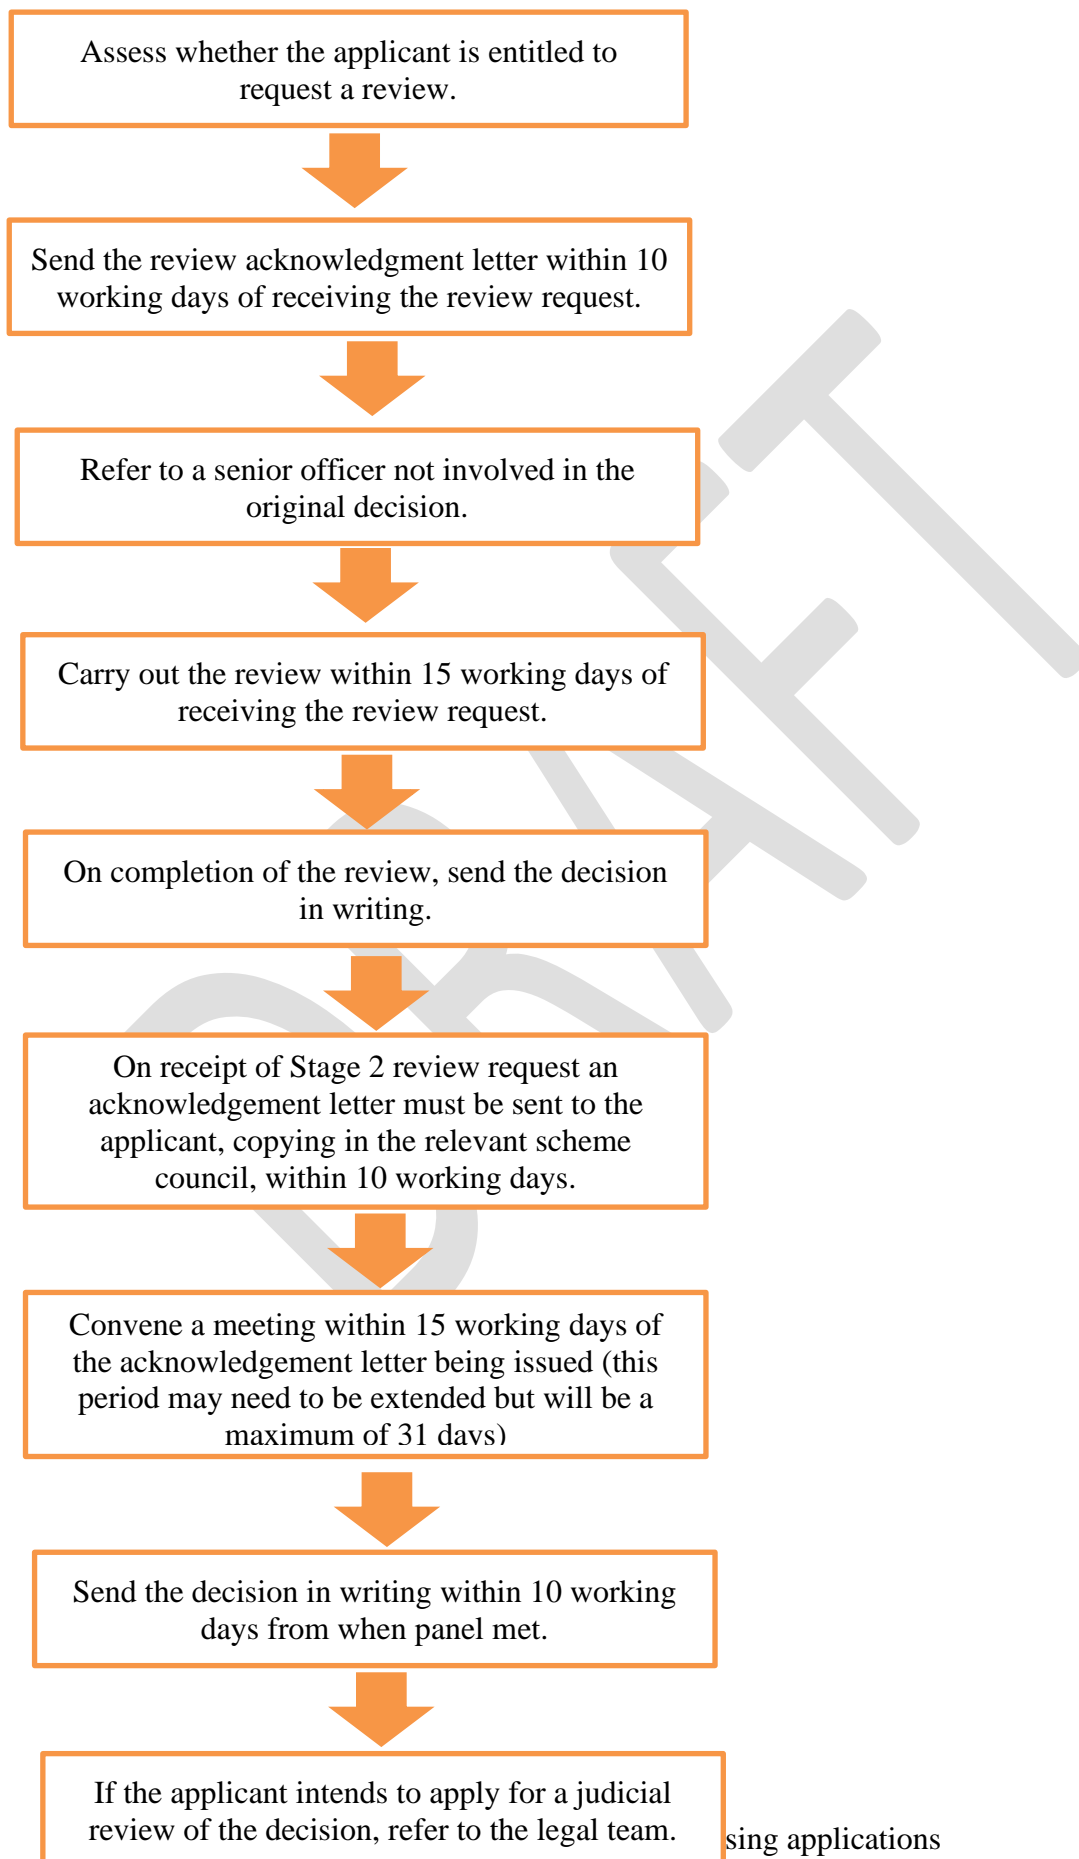 Assess whether the applicant is entitled to
request a review.
Send the review acknowledgment letter within 10
working days of receiving the review request.
Refer to a senior officer not involved in the
original decision.
Carry out the review within 15 working days of
receiving the review request.
On completion of the review, send the decision
in writing.
On receipt of Stage 2 review request an
acknowledgement letter must be sent to the
applicant, copying in the relevant scheme
council, within 10 working days.
Convene a meeting within 15 working days of
the acknowledgement letter being issued (this
period may need to be extended but will be a
maximum of 31 days)
Send the decision in writing within 10 working
days from when panel met.
If the applicant intends to apply for a judicial
review of the decision, refer to the legal team.
sing applications
DRAFT